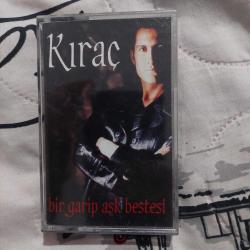 Kıraç
bir garip aşk bestesi